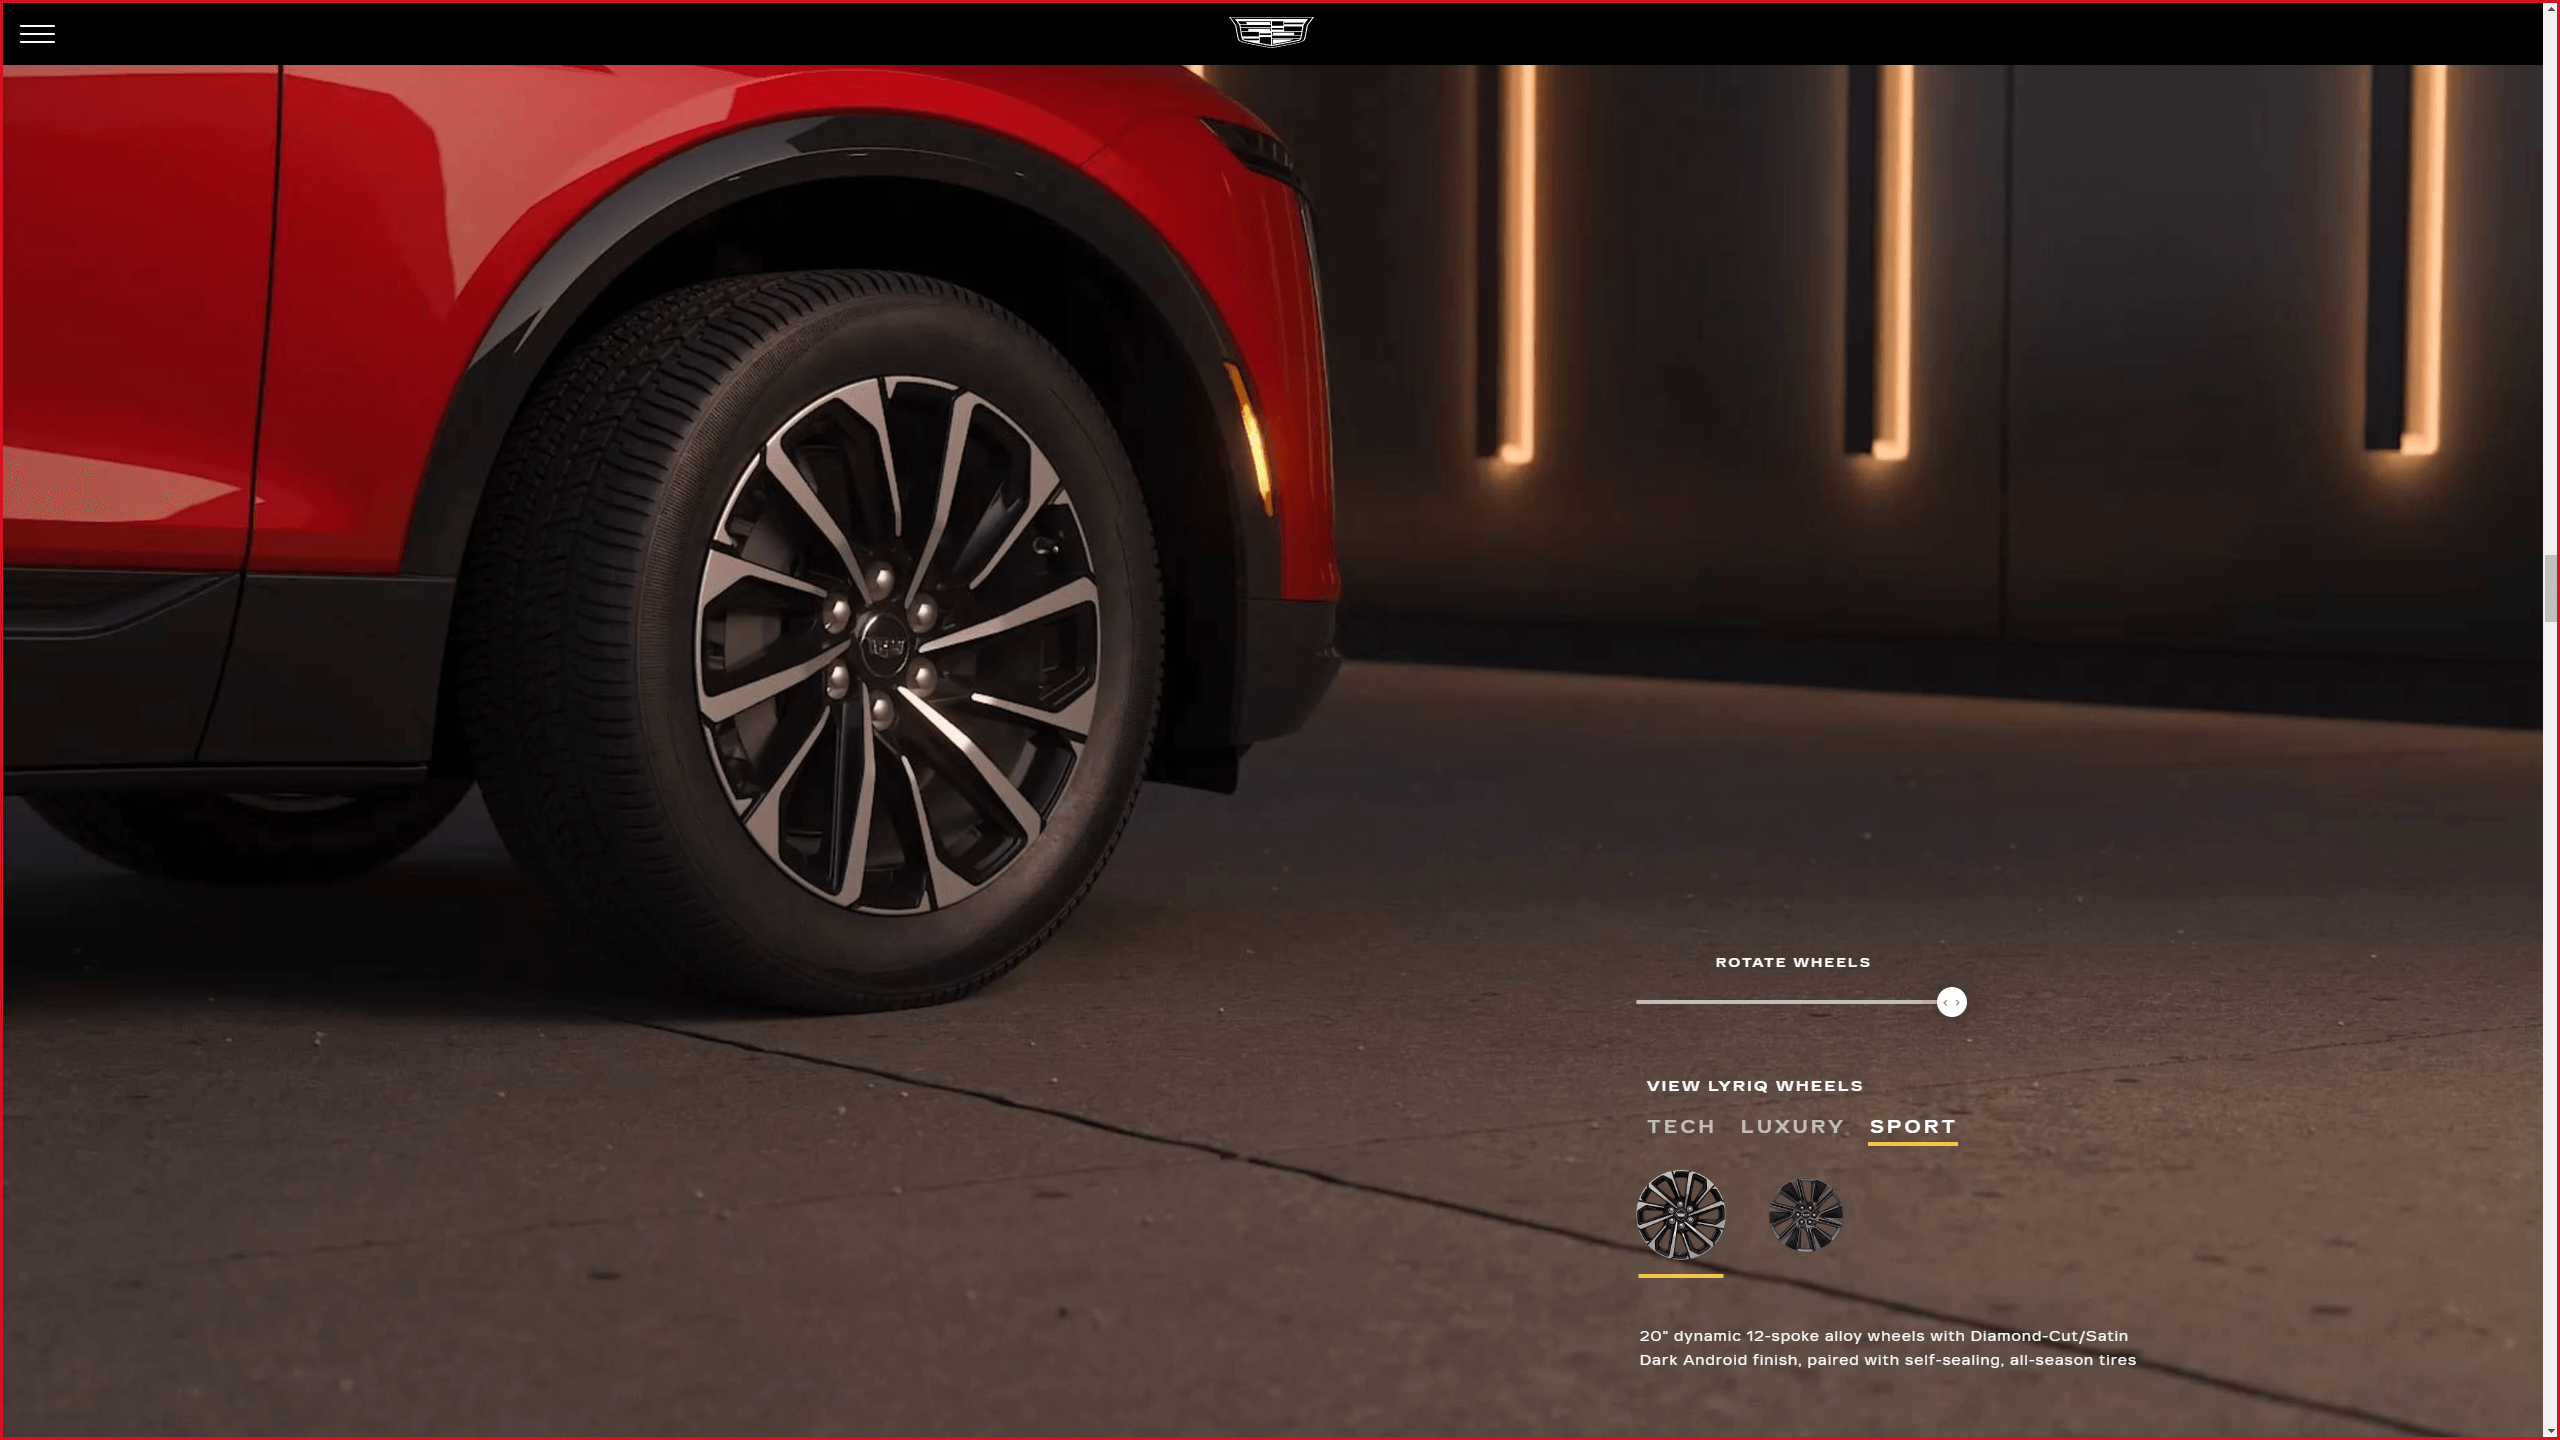 ROTATE WHEELS
VIEW LYRIQ WHEELS
TECH LUXURY SPORT
20" dynamic 12-spoke alloy wheels with Diamond-Cut/Satin
Dark Android finish, paired with self-sealing, all-season tires